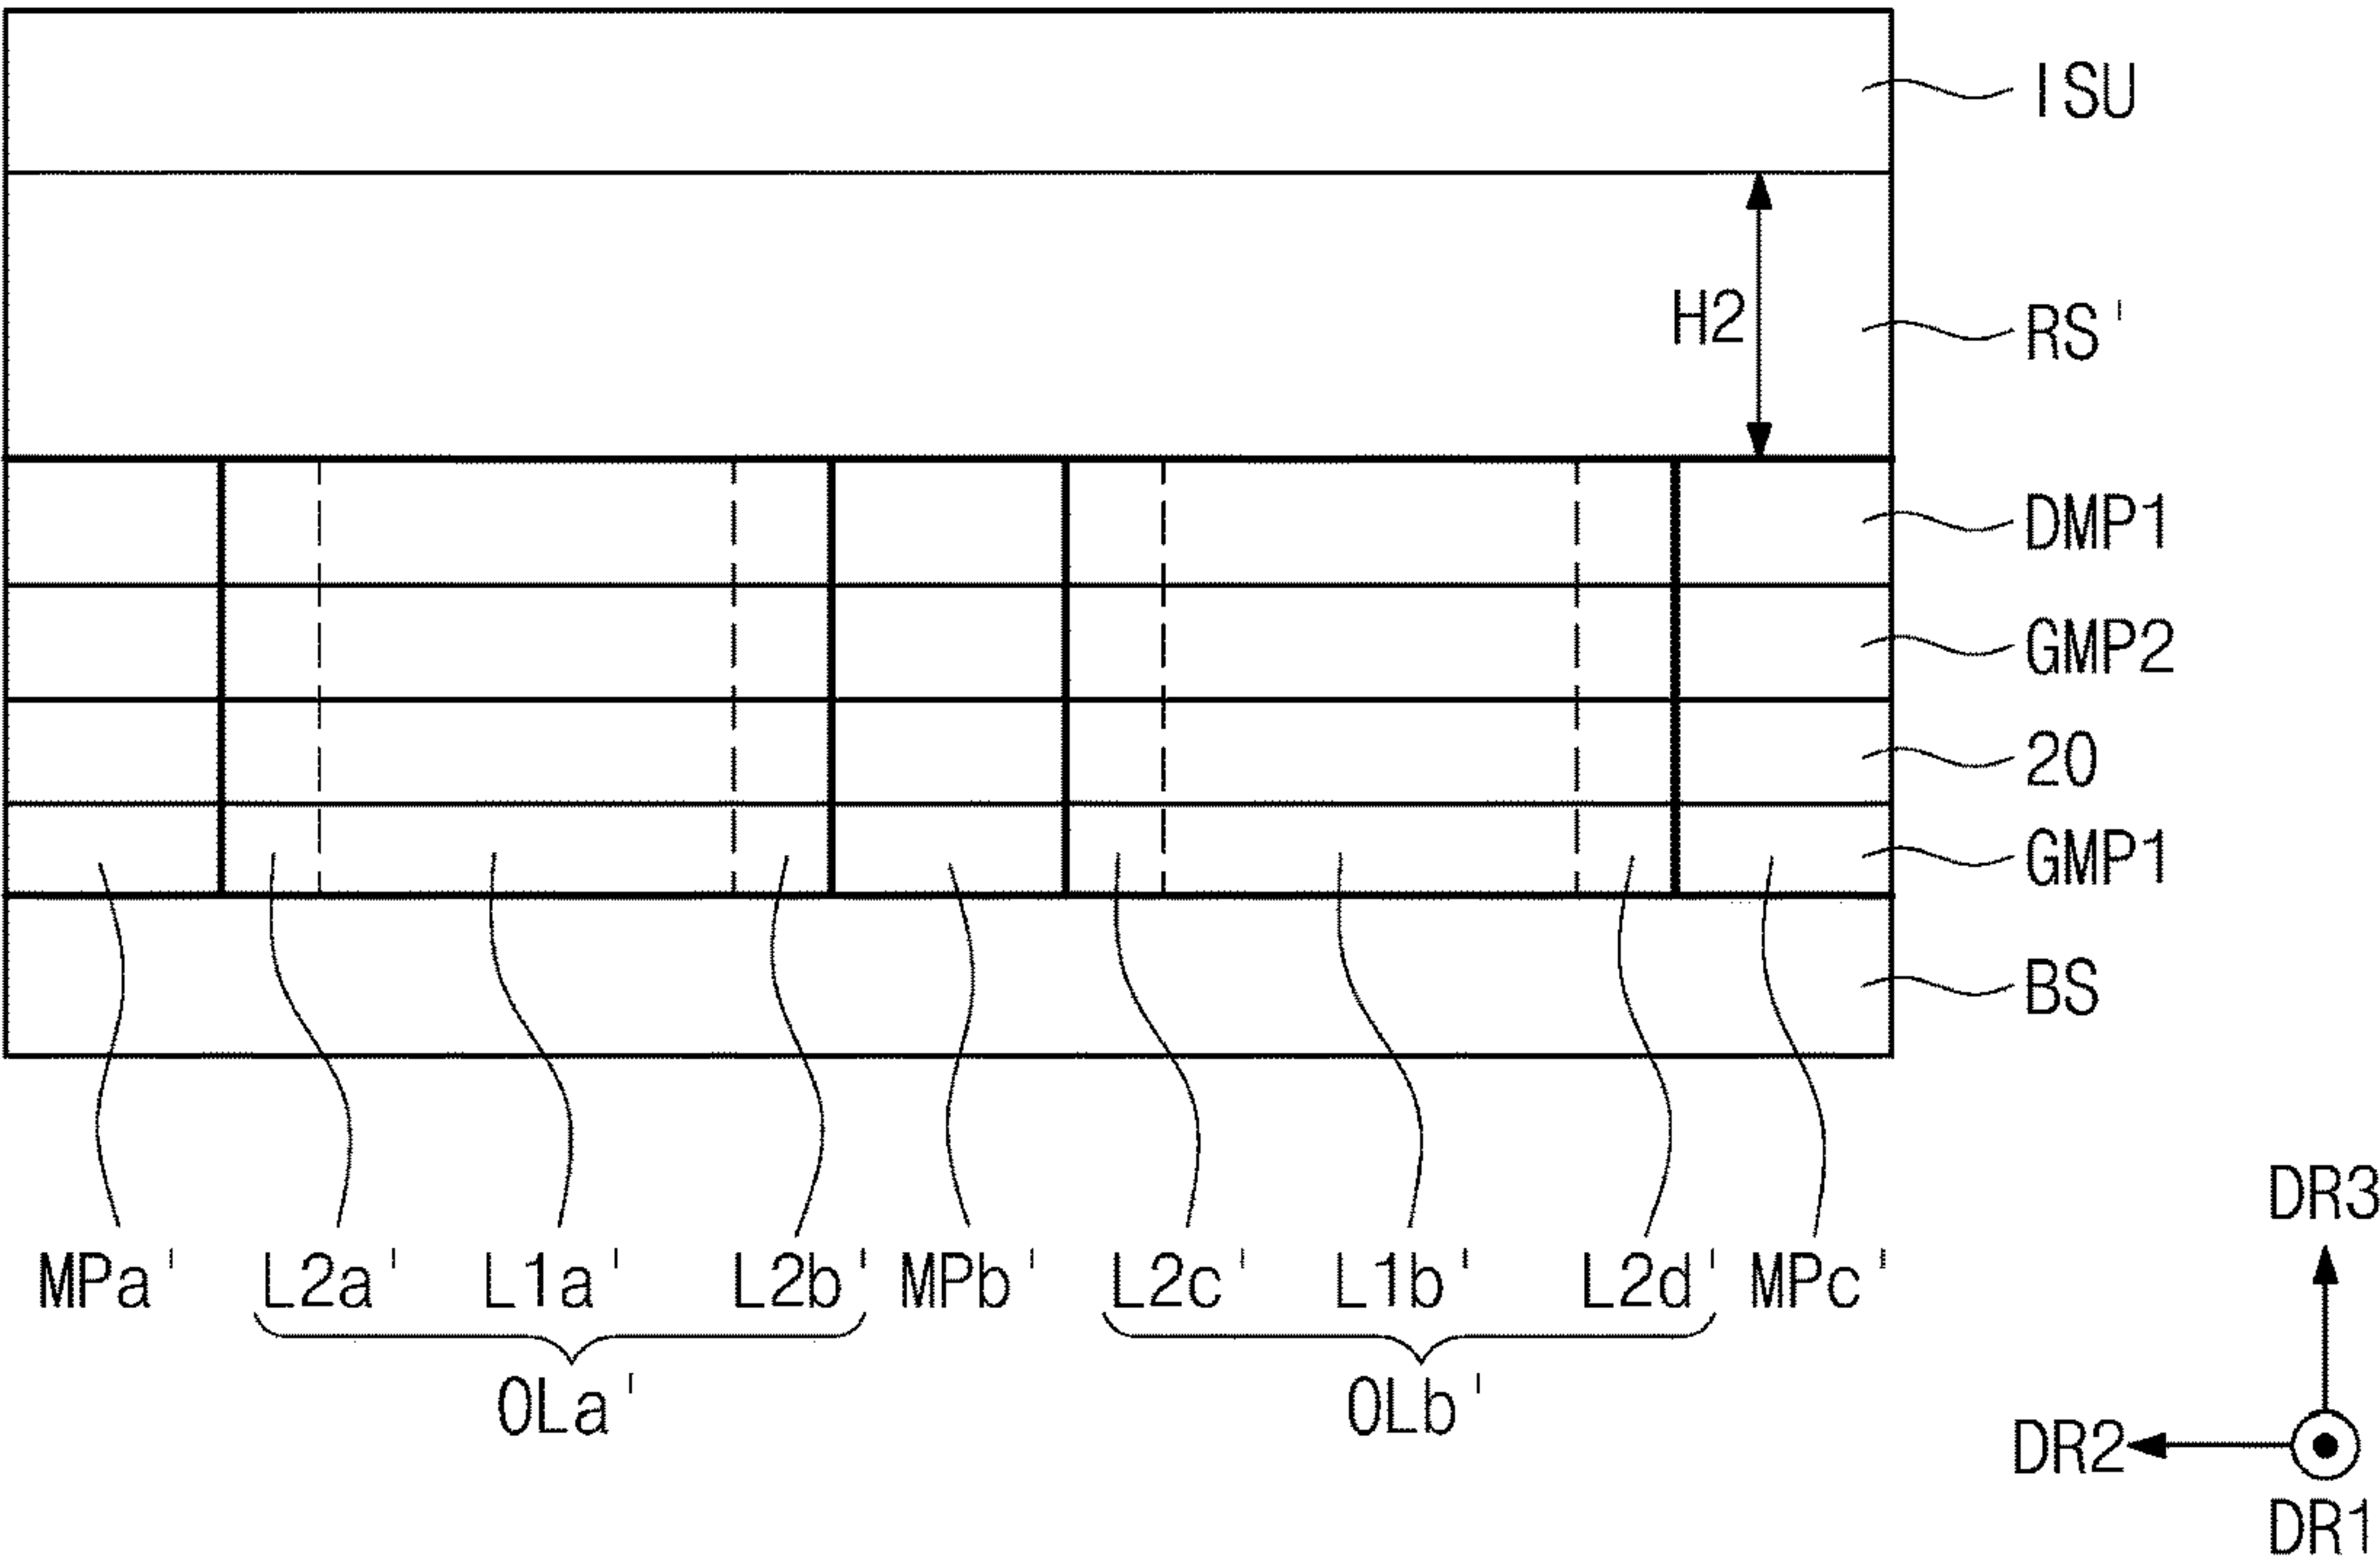 ISU
H2
RS'
DMP1
GMP2
20
GMP1
BS
MPa' L2a' L1a' L2b' MPb' L2c' L1b' L2d' MPc'
OLa' OLb'
DR3
DR2
DR1